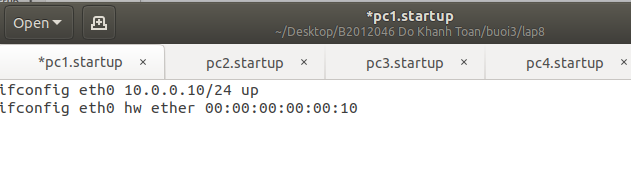 Open
*pc1.startup
~/Desktop/B2012046 Do Khanh Toan/buoi3/lap8
*pc1.startup × pc2.startup × pc3.startup × pc4.startup ×
ifconfig eth0 10.0.0.10/24 up
ifconfig eth0 hw ether 00:00:00:00:00:10